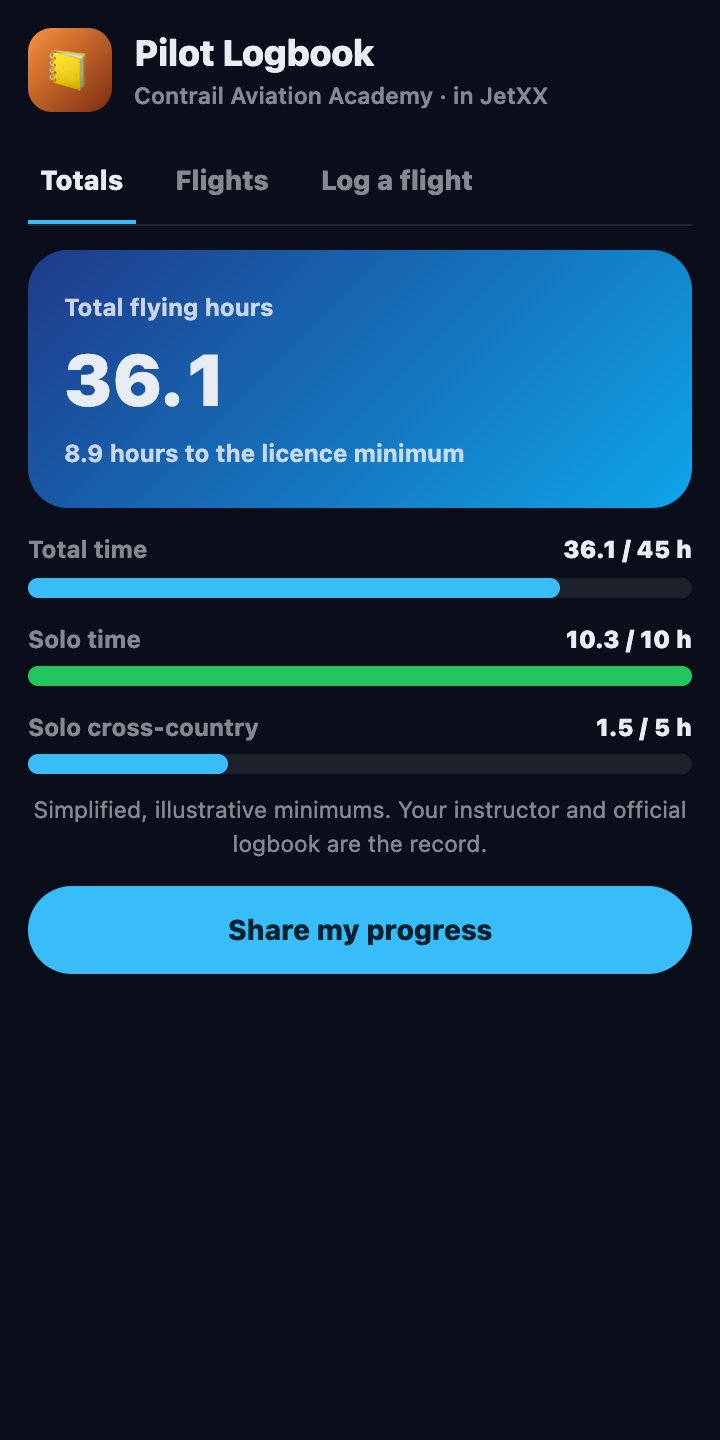 Pilot Logbook
Contrail Aviation Academy · in JetXX
Totals
Flights
Log a flight
Total flying hours
36.1
8.9 hours to the licence minimum
Total time
36.1 / 45 h
Solo time
10.3 / 10 h
Solo cross-country
1.5 / 5 h
Simplified, illustrative minimums. Your instructor and official
logbook are the record.
Share my progress